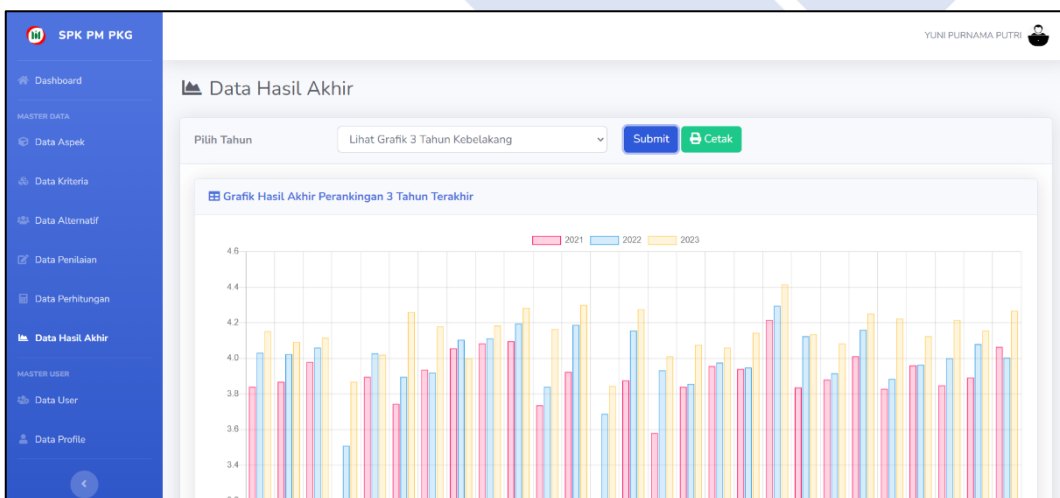 SPK PM PKG
YUNI PURNAMA PUTRI
Dashboard
MASTER DATA
Data Aspek
Data Kriteria
Data Alternatif
Data Penilaian
Data Perhitungan
Data Hasil Akhir
MASTER USER
Data User
Data Profile
Data Hasil Akhir
Pilih Tahun
Lihat Grafik 3 Tahun Kebelakang
Submit
Cetak
Grafik Hasil Akhir Perankingan 3 Tahun Terakhir
2021 2022 2023
4.6
4.4
4.2
4.0
3.8
3.6
3.4